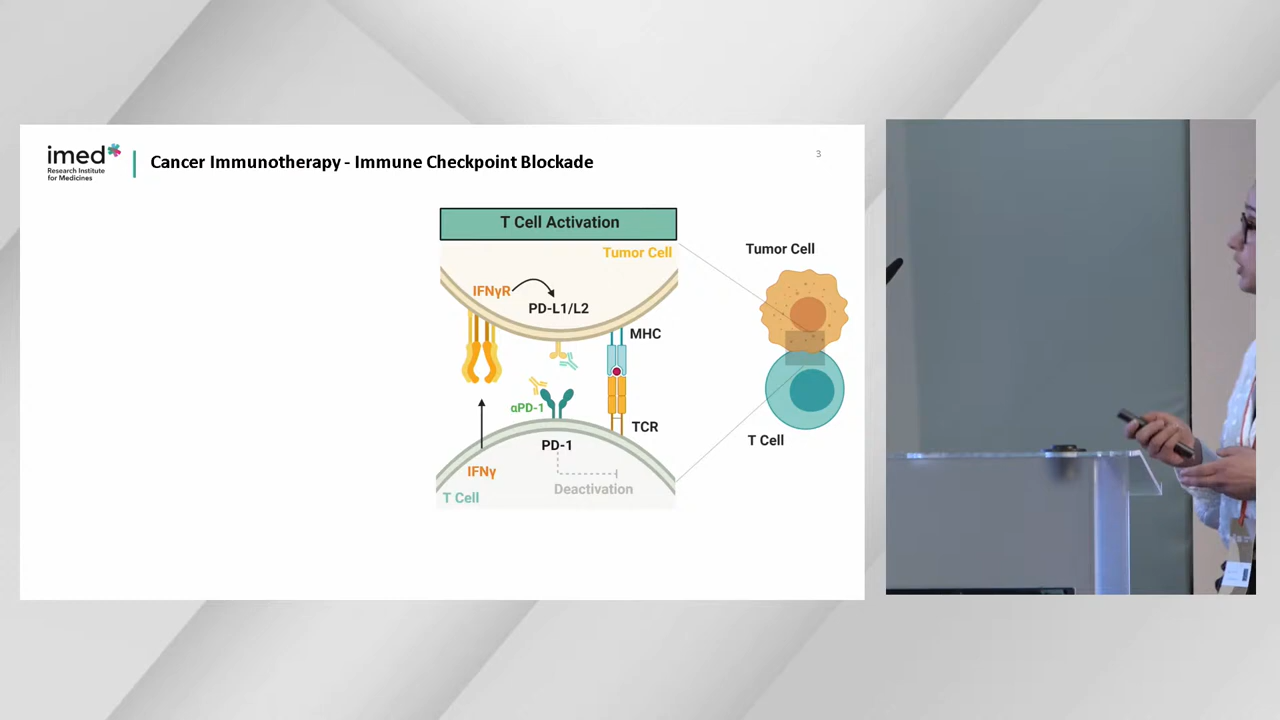 imed
Research Institute
for Medicines
Cancer Immunotherapy - Immune Checkpoint Blockade
3
T Cell Activation
Tumor Cell
IFNγR
PD-L1/L2
MHC
αPD-1
TCR
PD-1
IFNγ
Deactivation
T Cell
Tumor Cell
T Cell